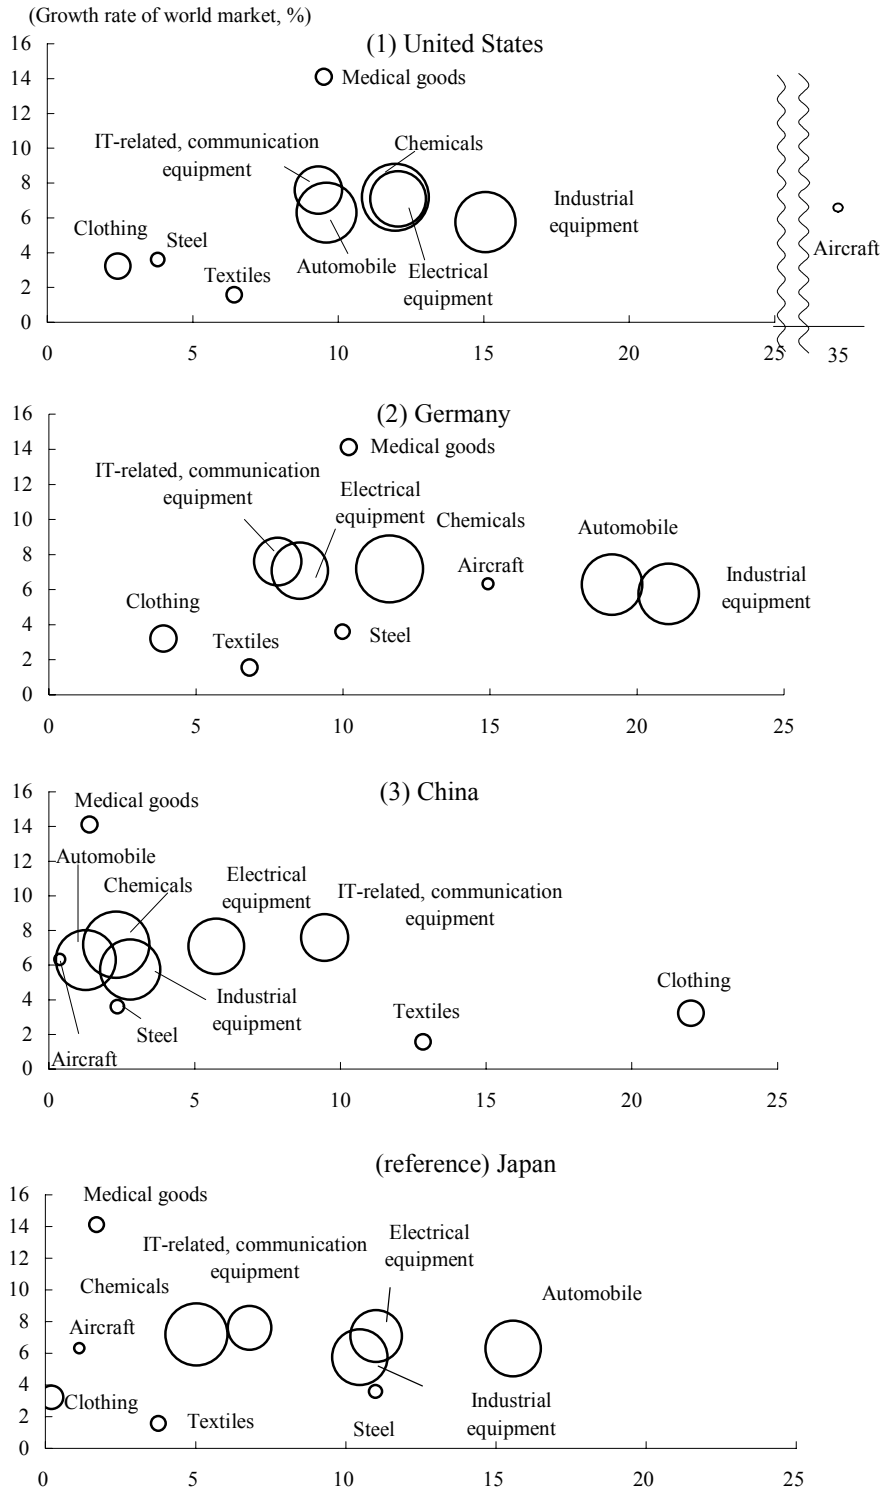 (Growth rate of world market, %)
(1) United States
16
14
12
10
8
6
4
2
0
Medical goods
IT-related, communication
equipment
Chemicals
Industrial
equipment
Clothing
Steel
Textiles
Automobile
Electrical
equipment
Aircraft
0
5
10
15
20
25
35
(2) Germany
16
14
12
10
8
6
4
2
0
Medical goods
IT-related, communication
equipment
Electrical
equipment
Chemicals
Automobile
Aircraft
Industrial
equipment
Clothing
Textiles
Steel
0
5
10
15
20
25
(3) China
16
14
12
10
8
6
4
2
0
Medical goods
Automobile
Chemicals
Electrical
equipment
IT-related, communication
equipment
Industrial
equipment
Clothing
Textiles
Steel
Aircraft
0
5
10
15
20
25
(reference) Japan
16
14
12
10
8
6
4
2
0
Medical goods
IT-related, communication
equipment
Electrical
equipment
Chemicals
Automobile
Aircraft
Clothing
Textiles
Steel
Industrial
equipment
0
5
10
15
20
25